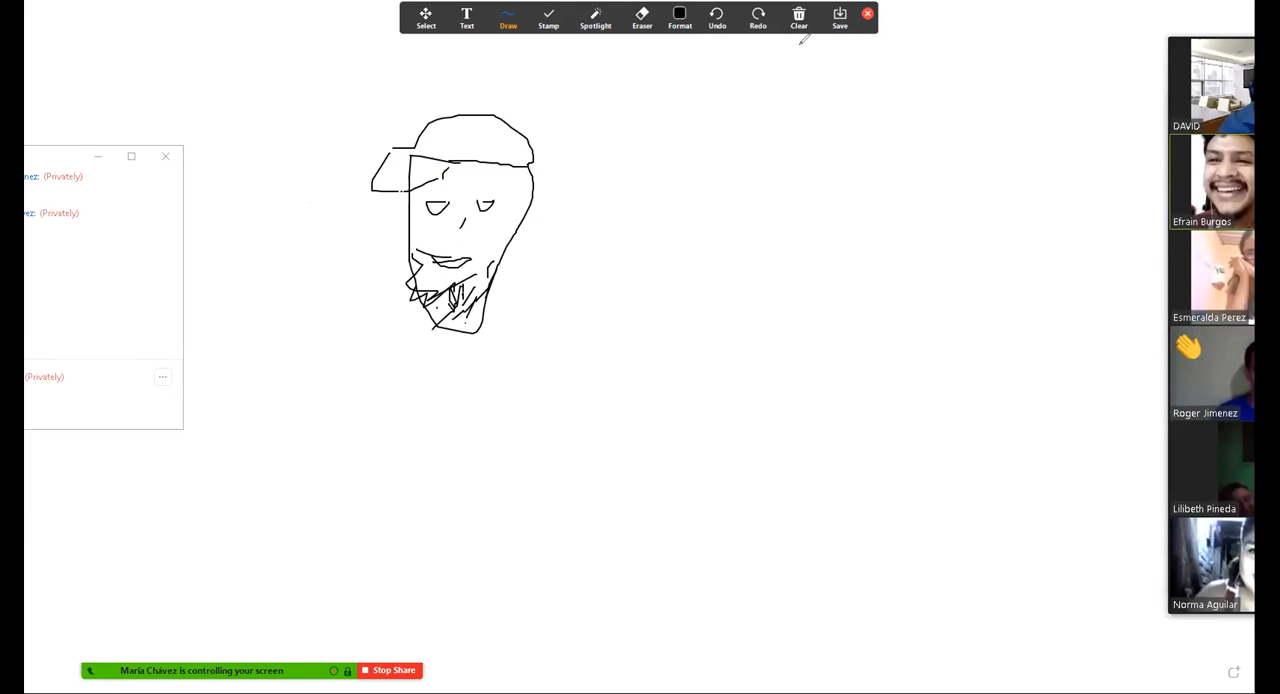 Select Text Draw Stamp Spotlight Eraser Format Undo Redo Clear Save
nez: (Privately)
vez: (Privately)
(Privately)
DAVID
Efrain Burgos
Esmeralda Perez
Roger Jimenez
Lilibeth Pineda
Norma Aguilar
María Chávez is controlling your screen
Stop Share